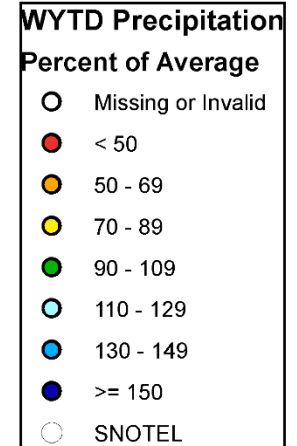 WYTD Precipitation
Percent of Average
Missing or Invalid
< 50
50 - 69
70 - 89
90 - 109
110 - 129
130 - 149
>= 150
SNOTEL